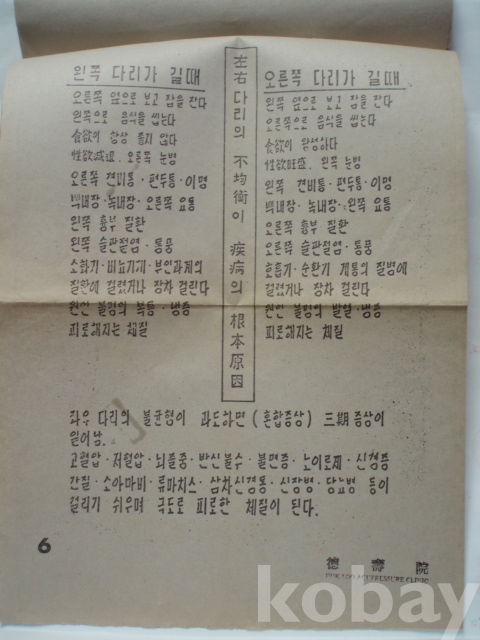 왼쪽 다리가 길때
오른쪽 옆으로 보고 잠을 잔다
왼쪽으로 음식을 씹는다
食欲이 항상 좋지 않다
性欲減退. 오른쪽 눈병
오른쪽 견비통·편두통·이명
백내장·녹내장·오른쪽 요통
왼쪽 흉부 질환
왼쪽 슬관절염·통풍
소화기·비뇨기계·부인과계의
질환에 걸렸거나 장차 걸린다
원인 불명의 복통·냉증
피로해지는 체질
左右 다리의 不均衡이 疾病의 根本原因
오른쪽 다리가 길때
왼쪽 옆으로 보고 잠을 잔다
오른쪽으로 음식을 씹는다
食欲이 왕성하다
性欲旺盛. 왼쪽 눈병
왼쪽 견비통·편두통·이명
백내장·녹내장·왼쪽 요통
오른쪽 흉부 질환
오른쪽 슬관절염·통풍
호흡기·순환기 계통의 질병에
걸렸거나 장차 걸린다
원인 불명의 발열·냉증
피로해지는 체질
좌우 다리의 불균형이 과도하면 (혼합증상) 三期 증상이
일어남.
고혈압·저혈압·뇌졸중·반신불수·불면증·노이로제·신경증
간질·소아마비·류마치스·삼차신경통·신장병·당뇨병 등이
걸리기 쉬우며 극도로 피로한 체질이 된다.
6
德壽院
DUK SOO ACUPRESSURE CLINIC
kobay